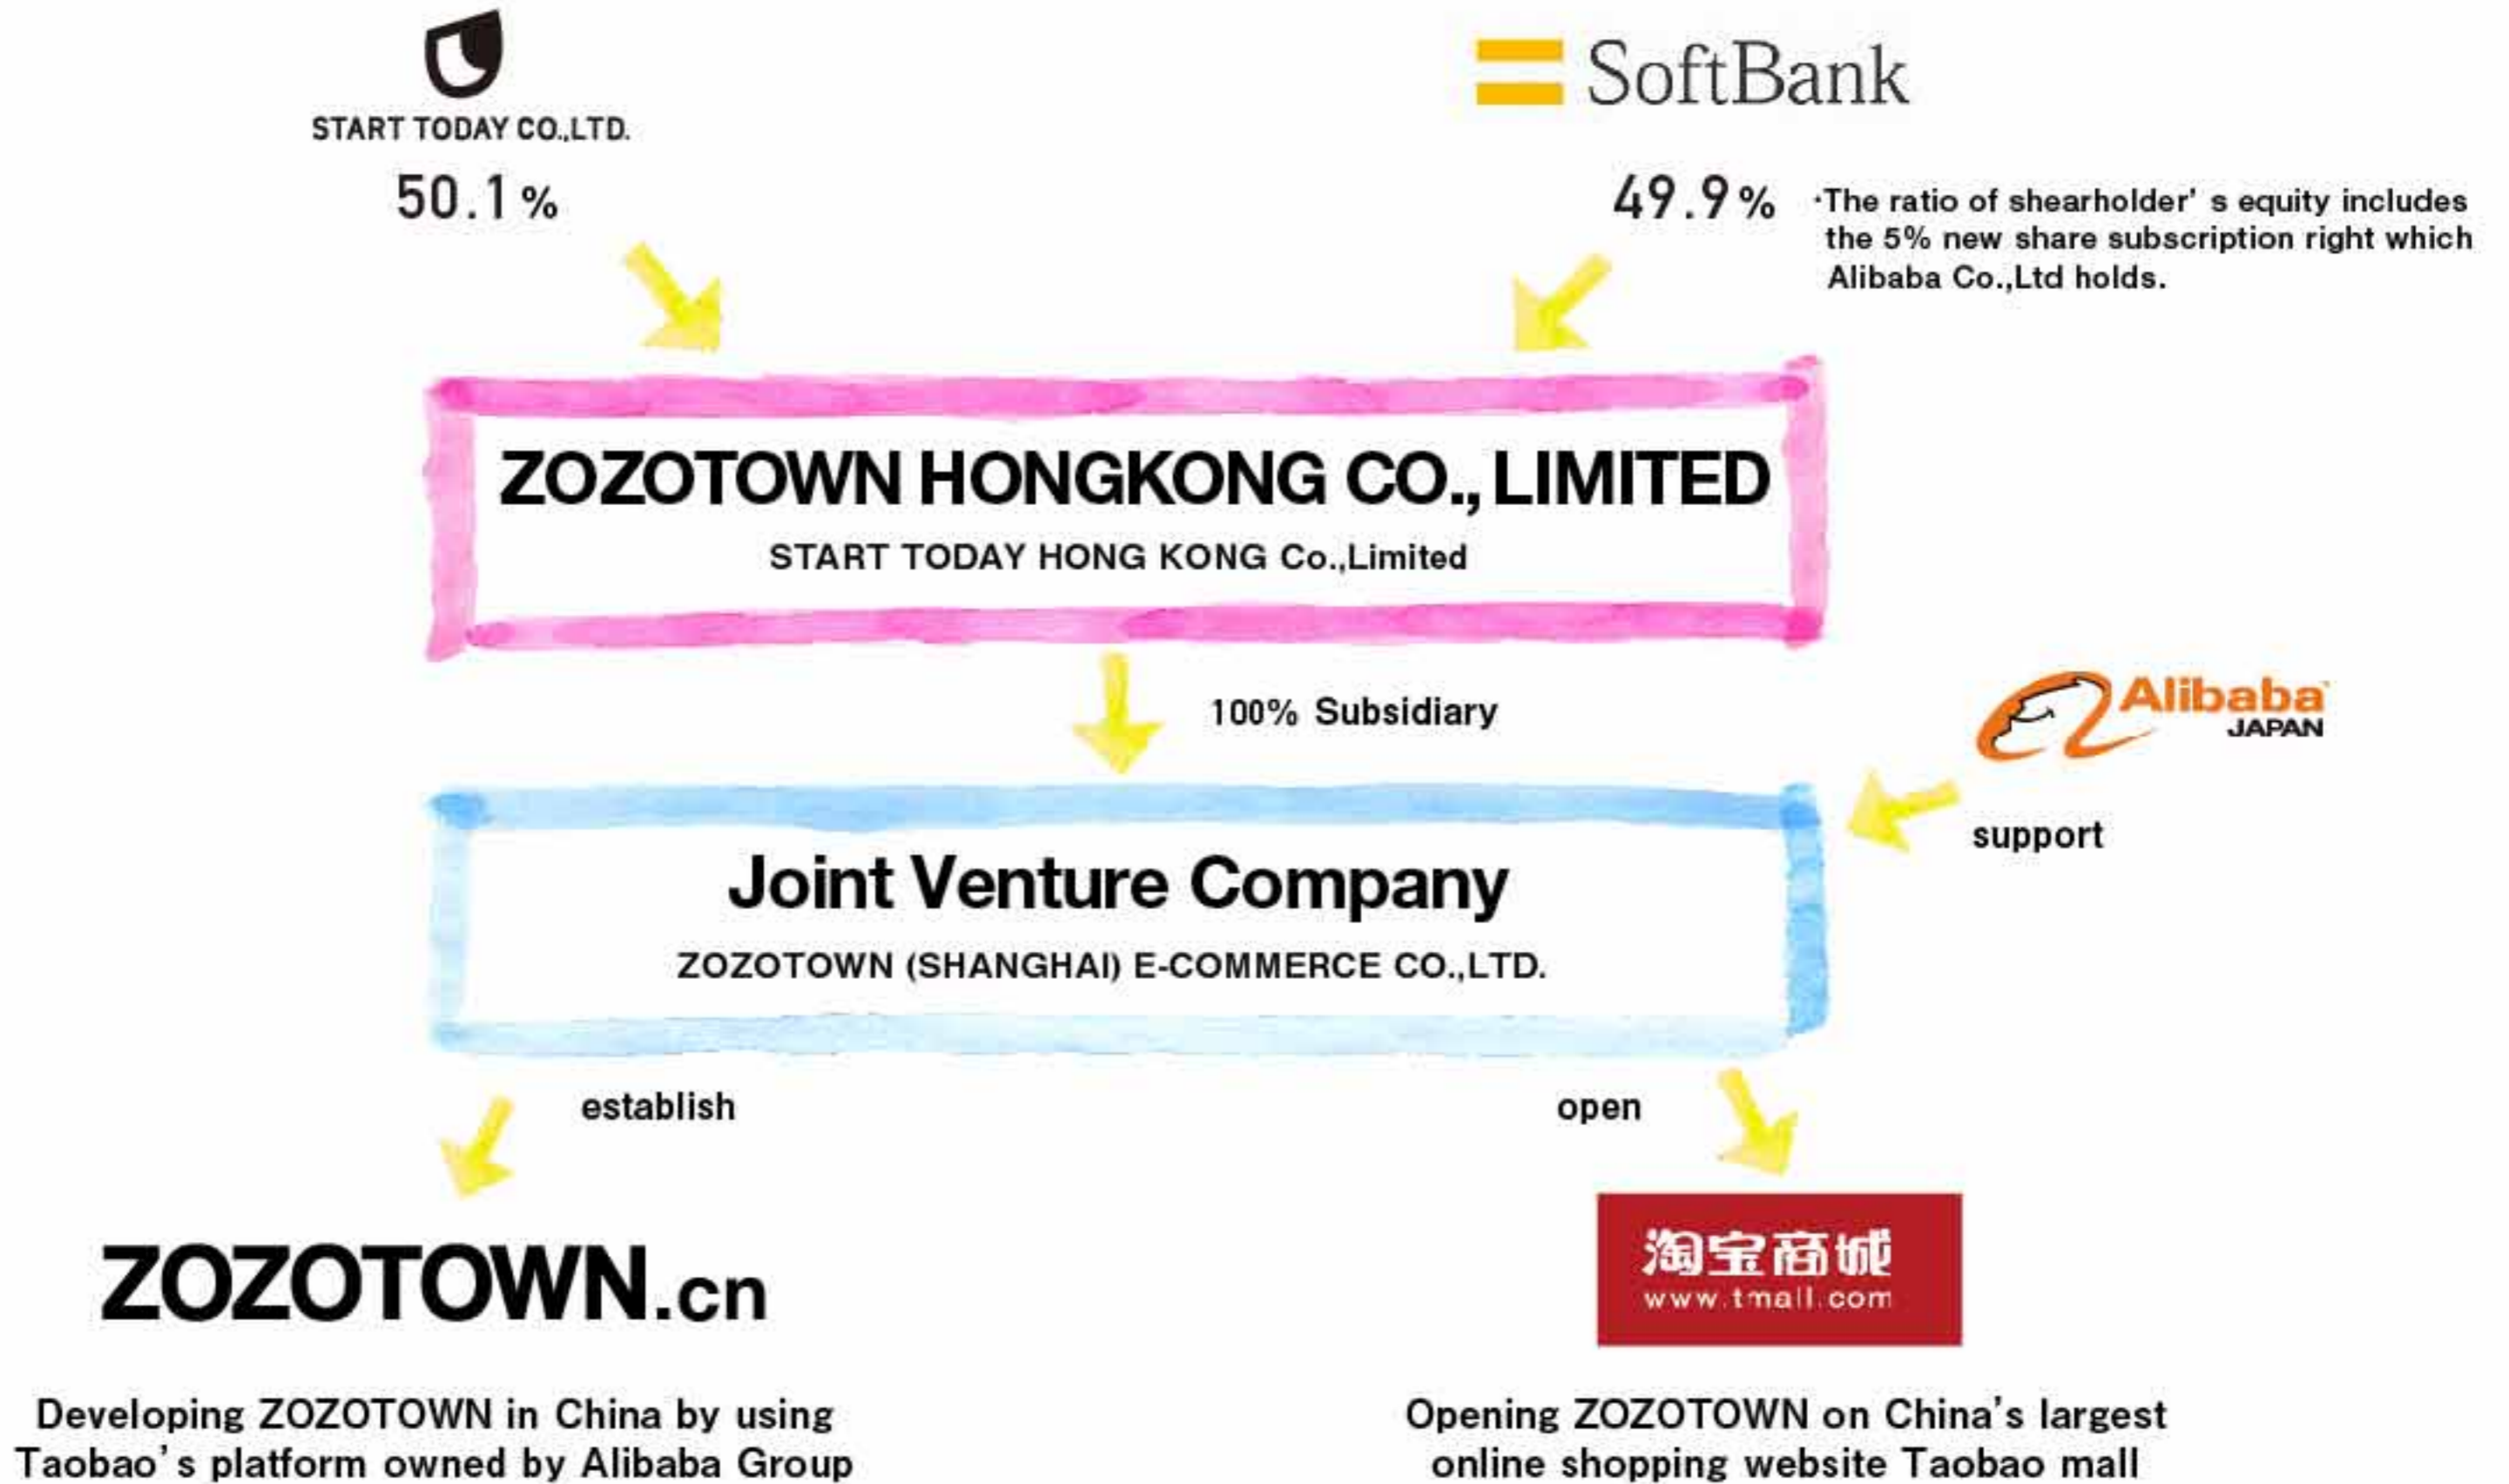 START TODAY CO.,LTD.
50.1%
SoftBank
49.9%
·The ratio of shearholder' s equity includes
the 5% new share subscription right which
Alibaba Co.,Ltd holds.
ZOZOTOWN HONGKONG CO., LIMITED
START TODAY HONG KONG Co.,Limited
100% Subsidiary
Alibaba
JAPAN
support
Joint Venture Company
ZOZOTOWN (SHANGHAI) E-COMMERCE CO.,LTD.
establish
open
ZOZOTOWN.cn
淘宝商城
www.tmall.com
Developing ZOZOTOWN in China by using
Taobao's platform owned by Alibaba Group
Opening ZOZOTOWN on China's largest
online shopping website Taobao mall